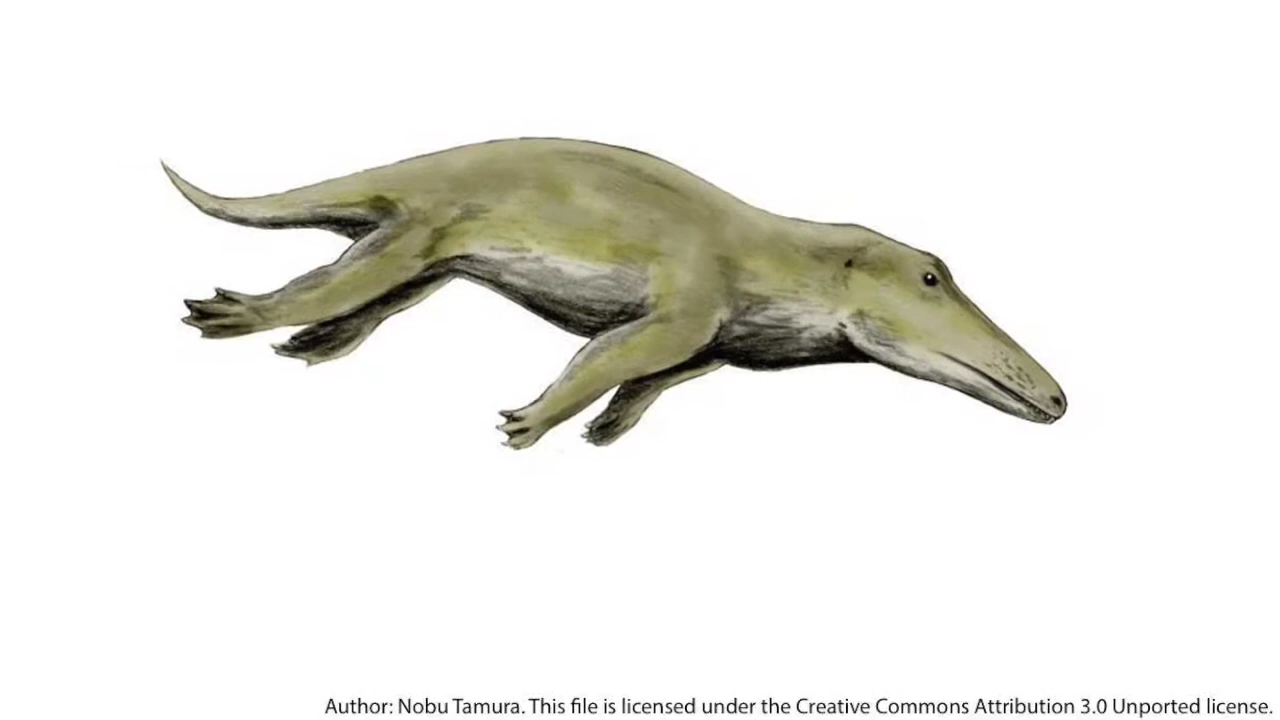 Author: Nobu Tamura. This file is licensed under the Creative Commons Attribution 3.0 Unported license.